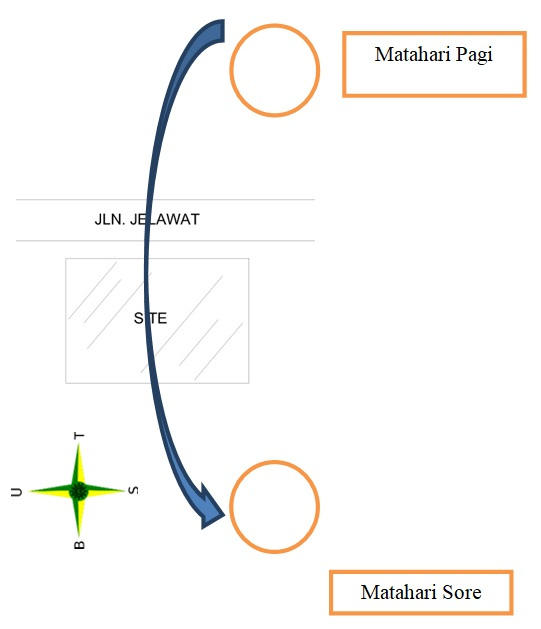 Matahari Pagi
JLN. JELAWAT
SITE
T
U
S
B
Matahari Sore